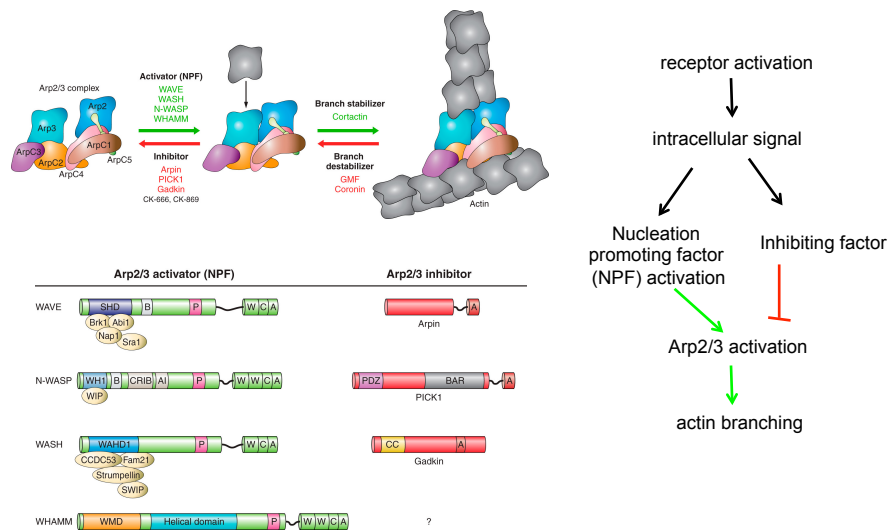 Arp2/3 complex
Arp2
Arp3
ArpC1
ArpC3
ArpC2
ArpC5
ArpC4
Activator (NPF)
WAVE
WASH
N-WASP
WHAMM
Inhibitor
Arpin
PICK1
Gadkin
CK-666, CK-869
Branch stabilizer
Cortactin
Branch
destabilizer
GMF
Coronin
Actin
Arp2/3 activator (NPF)
Arp2/3 inhibitor
WAVE
SHD
B
P
W C A
Brk1 Abi1
Nap1
Sra1
A
Arpin
N-WASP
WH1
B
CRIB
AI
P
W W C A
WIP
PDZ
BAR
A
PICK1
WASH
WAHD1
P
W C A
CCDC53 Fam21
Strumpellin
SWIP
CC
A
Gadkin
WHAMM
WMD
Helical domain
P
W W C A
?
receptor activation
intracellular signal
Nucleation
promoting factor
(NPF) activation
Inhibiting factor
Arp2/3 activation
actin branching